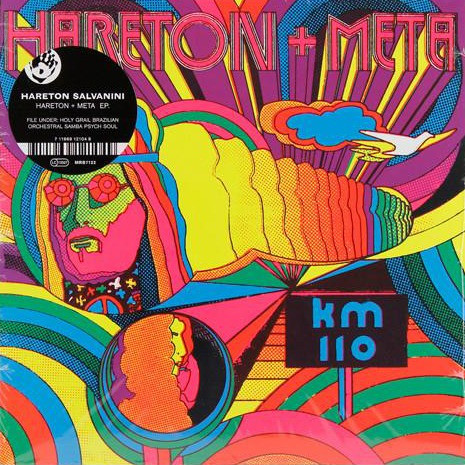 HARETON + META
HARETON SALVANINI
HARETON + META EP.
FILE UNDER: HOLY GRAIL BRAZILIAN
ORCHESTRAL SAMBA PSYCH SOUL
MRB7133
km
110